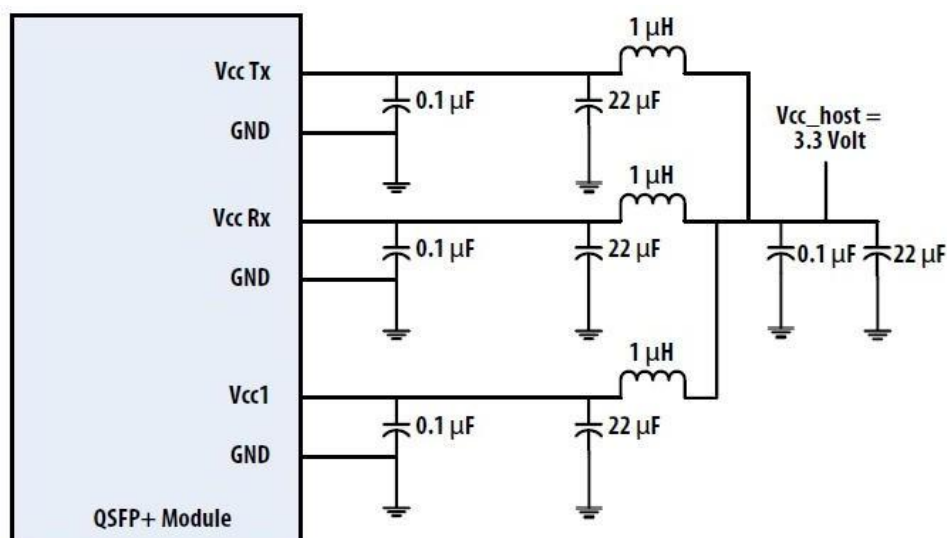 1 μH
Vcc Tx
0.1 μF
22 μF
Vcc_host =
3.3 Volt
GND
1 μH
Vcc Rx
0.1 μF
22 μF
0.1 μF
22 μF
GND
1 μH
Vcc1
0.1 μF
22 μF
GND
QSFP+ Module